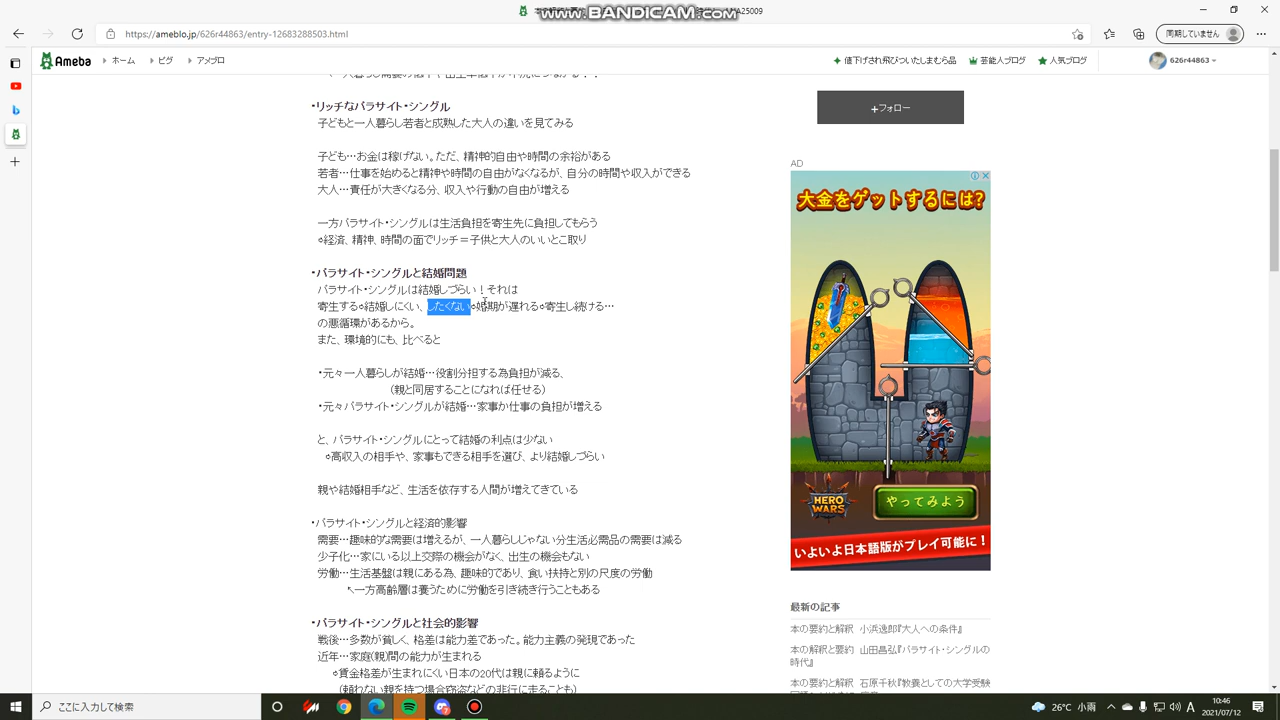 www.BANDICAM.com
https://ameblo.jp/626r44863/entry-12683288503.html
同期していません
Ameba
ホーム
ピグ
アメブロ
値下げされ飛びついたしまむら品
芸能人ブログ
人気ブログ
626r44863
・リッチなパラサイト・シングル
子どもと一人暮らし若者と成熟した大人の違いを見てみる
子ども…お金は稼げない。ただ、精神的自由や時間の余裕がある
若者…仕事を始めると精神や時間の自由がなくなるが、自分の時間や収入ができる
大人…責任が大きくなる分、収入や行動の自由が増える
一方パラサイト・シングルは生活負担を寄生先に負担してもらう
⇨経済、精神、時間の面でリッチ＝子供と大人のいいとこ取り
・パラサイト・シングルと結婚問題
パラサイト・シングルは結婚しづらい！それは
寄生する⇨結婚しにくい、したくない⇨婚期が遅れる⇨寄生し続ける…
の悪循環があるから。
また、環境的にも、比べると
・元々一人暮らしが結婚…役割分担する為負担が減る、
（親と同居することになれば任せる）
・元々パラサイト・シングルが結婚…家事か仕事の負担が増える
と、パラサイト・シングルにとって結婚の利点は少ない
⇨高収入の相手や、家事もできる相手を選び、より結婚しづらい
親や結婚相手など、生活を依存する人間が増えてきている
・パラサイト・シングルと経済的影響
需要…趣味的な需要は増えるが、一人暮らしじゃない分生活必需品の需要は減る
少子化…家にいる以上交際の機会がなく、出生の機会もない
労働…生活基盤は親にある為、趣味的であり、食い扶持と別の尺度の労働
↖一方高齢層は養うために労働を引き続き行うこともある
・パラサイト・シングルと社会的影響
戦後…多数が貧しく、格差は能力差であった。能力主義の発現であった
近年…家庭(親)間の能力が生まれる
⇨賃金格差が生まれにくい日本の20代は親に頼るように
(頼れない親を持つ場合窃盗などの非行に走ることも)
+フォロー
AD
大金をゲットするには?
HERO WARS
やってみよう
いよいよ日本語版がプレイ可能に！
最新の記事
本の要約と解釈 小浜逸郎『大人への条件』
本の解釈と要約 山田昌弘『パラサイト・シングルの
時代』
本の要約と解釈 石原千秋『教養としての大学受験
ここに入力して検索
26°C 小雨
A
10:46
2021/07/12